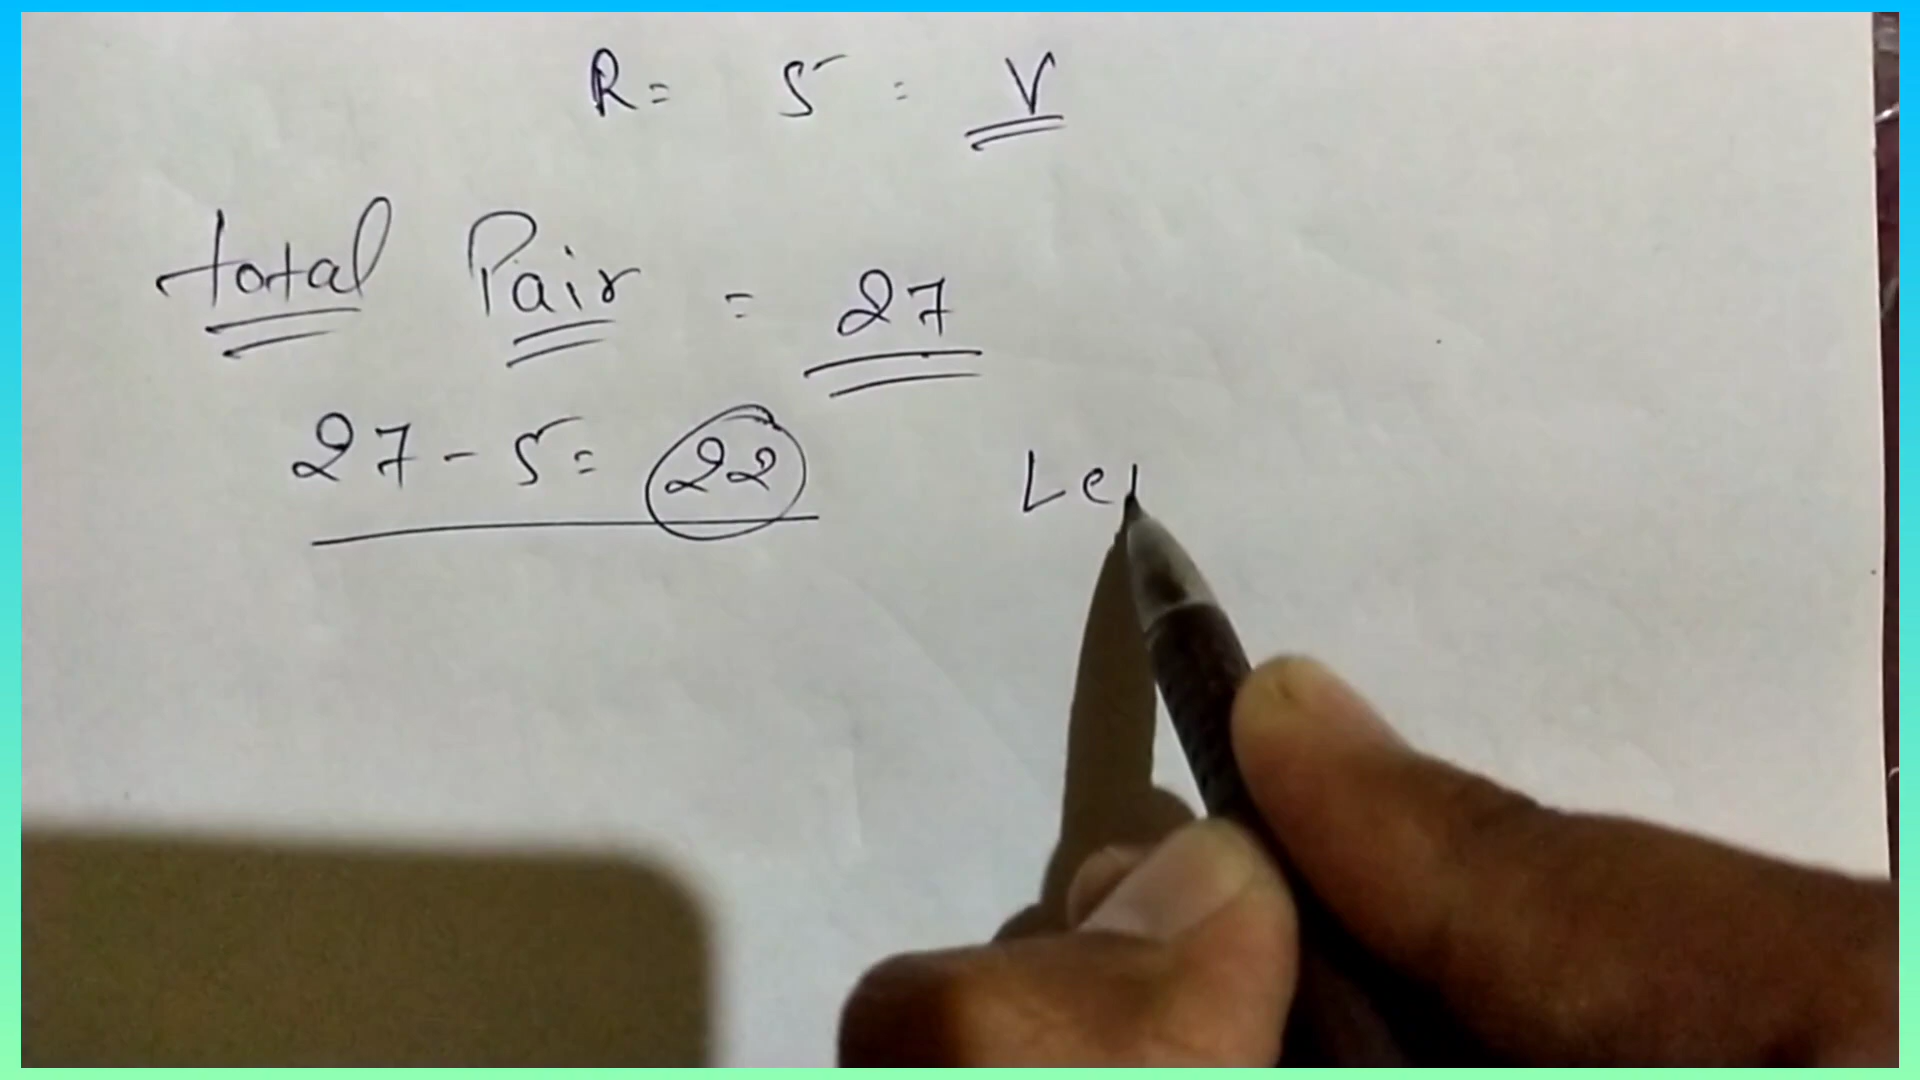 R= 5 = V
total Pair = 27
27-5= 22
Le